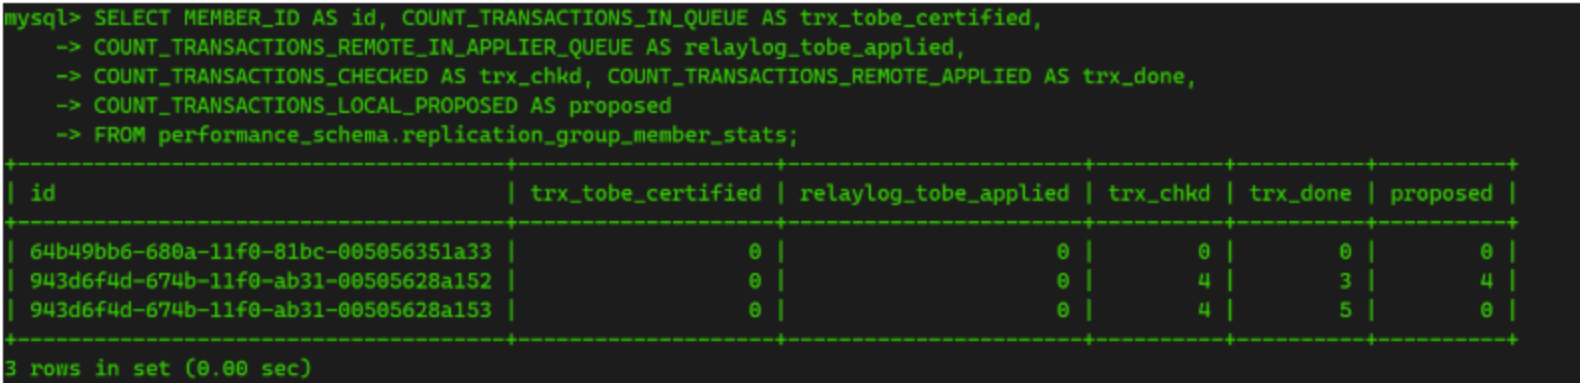 mysql> SELECT MEMBER_ID AS id, COUNT_TRANSACTIONS_IN_QUEUE AS trx_tobe_certified,
    -> COUNT_TRANSACTIONS_REMOTE_IN_APPLIER_QUEUE AS relaylog_tobe_applied,
    -> COUNT_TRANSACTIONS_CHECKED AS trx_chkd, COUNT_TRANSACTIONS_REMOTE_APPLIED AS trx_done,
    -> COUNT_TRANSACTIONS_LOCAL_PROPOSED AS proposed
    -> FROM performance_schema.replication_group_member_stats;
+--------------------------------------+--------------------+-----------------------+----------+----------+----------+
| id                                   | trx_tobe_certified | relaylog_tobe_applied | trx_chkd | trx_done | proposed |
+--------------------------------------+--------------------+-----------------------+----------+----------+----------+
| 64b49bb6-680a-11f0-81bc-005056351a33 |                  0 |                     0 |        0 |        0 |        0 |
| 943d6f4d-674b-11f0-ab31-00505628a152 |                  0 |                     0 |        4 |        3 |        4 |
| 943d6f4d-674b-11f0-ab31-00505628a153 |                  0 |                     0 |        4 |        5 |        0 |
+--------------------------------------+--------------------+-----------------------+----------+----------+----------+
3 rows in set (0.00 sec)